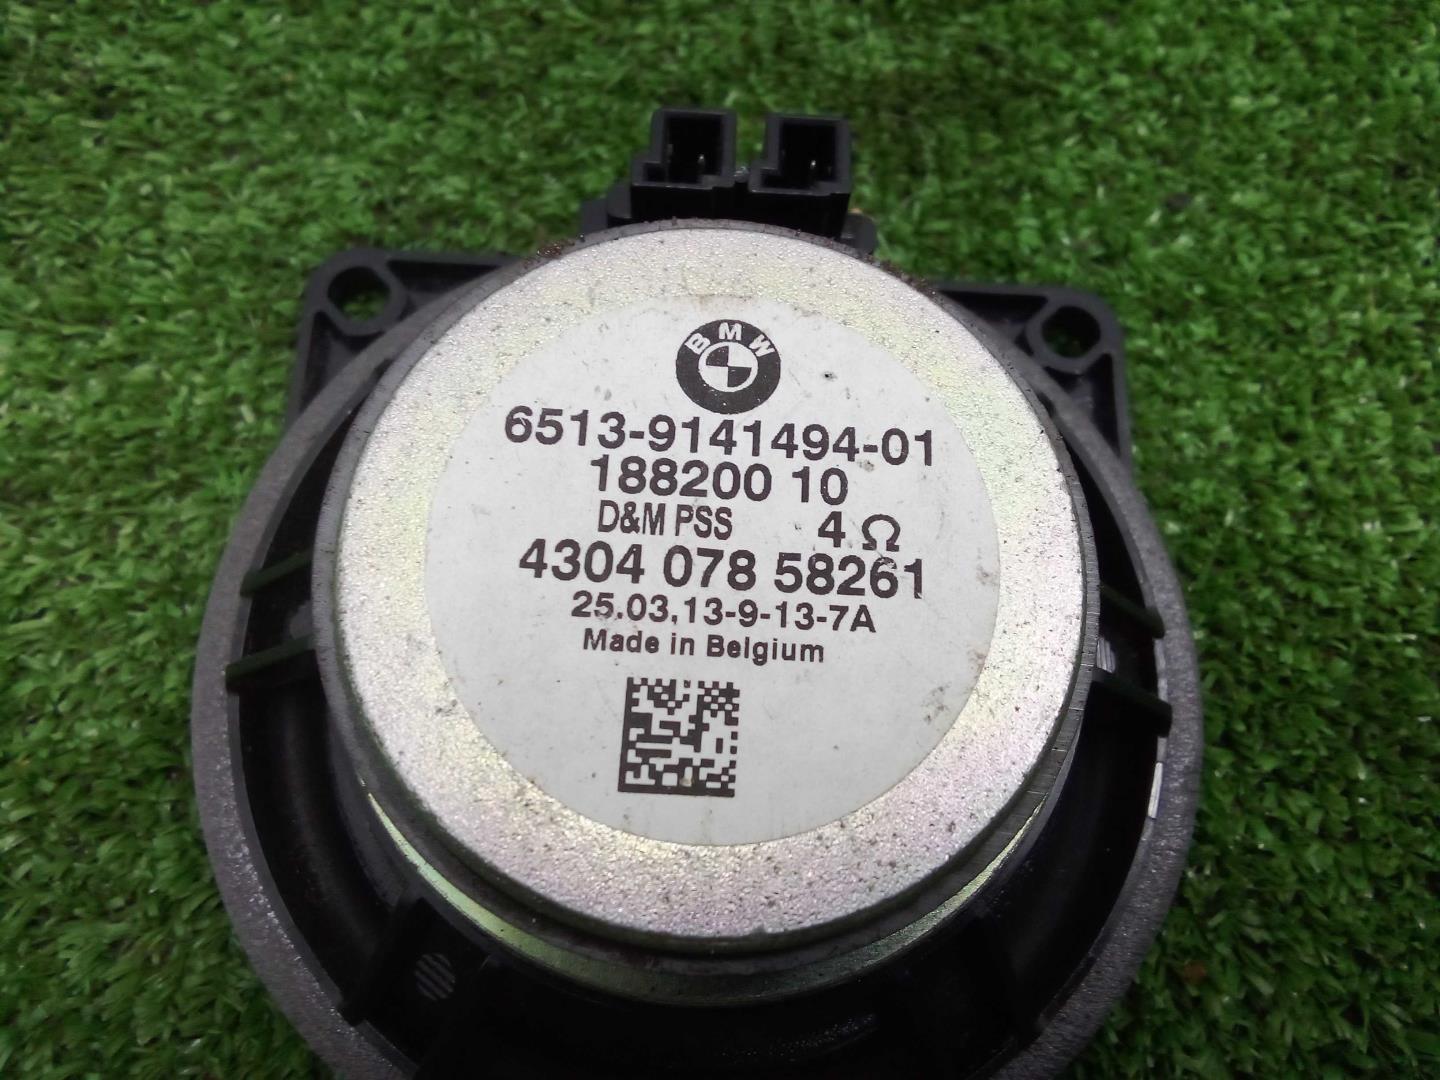 BMW
6513-9141494-01
188200 10
D&M PSS 4 Ω
4304 078 58261
25.03.13-9-13-7A
Made in Belgium